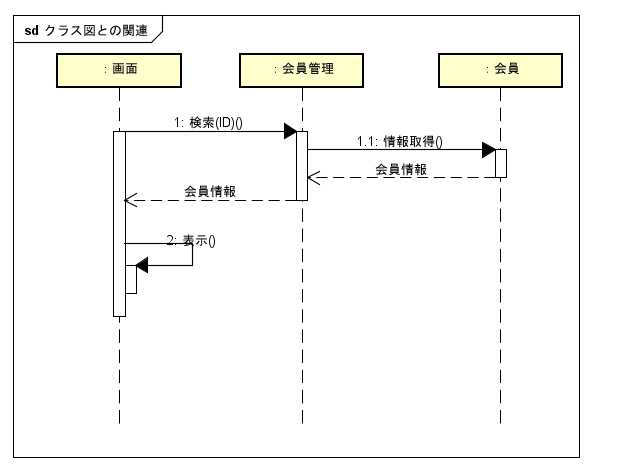 sd クラス図との関連
: 画面
: 会員管理
: 会員
1: 検索(ID)()
1.1: 情報取得()
会員情報
会員情報
2: 表示()